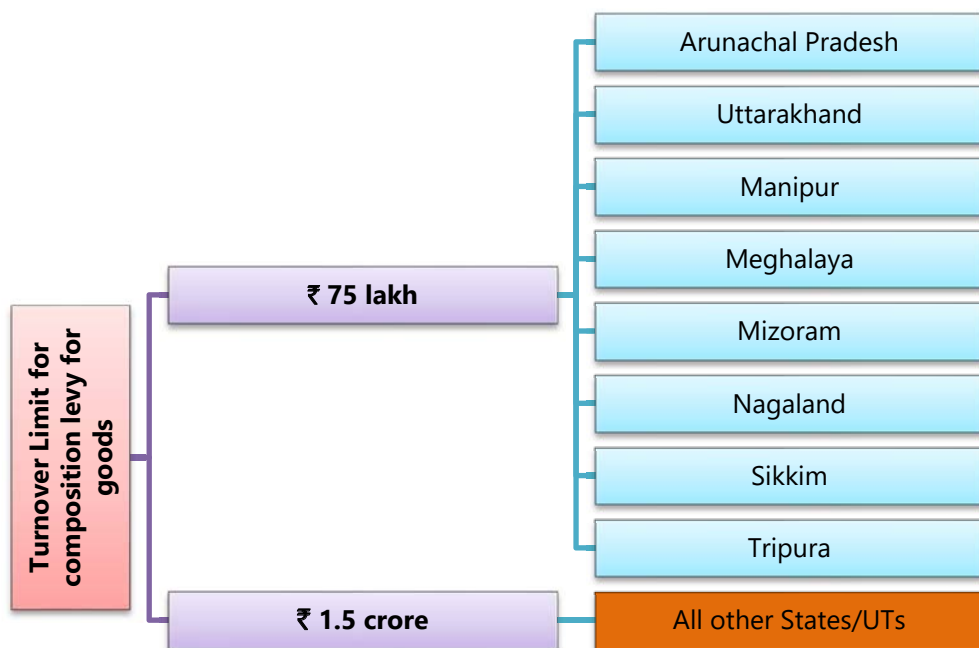 Turnover Limit for
composition levy for
goods
₹ 75 lakh
Arunachal Pradesh
Uttarakhand
Manipur
Meghalaya
Mizoram
Nagaland
Sikkim
Tripura
₹ 1.5 crore
All other States/UTs